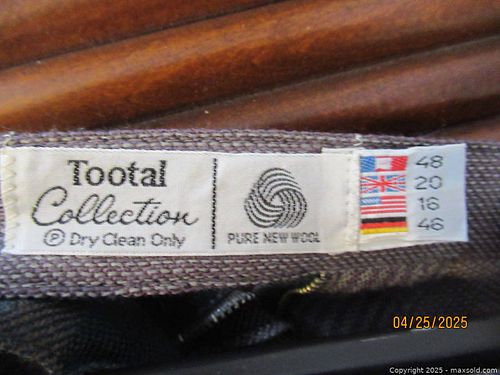 Tootal
Collection
Ⓟ Dry Clean Only
PURE NEW WOOL
48
20
16
46
04/25/2025
Copyright 2025 - maxsold.com